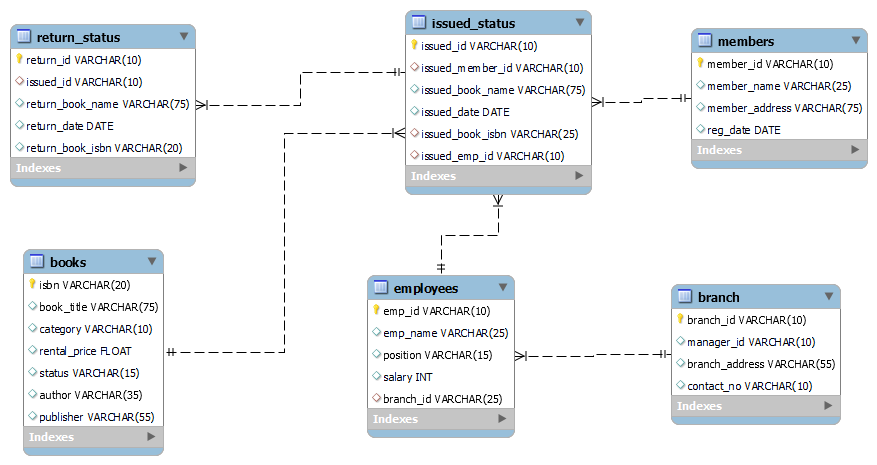 return_status
return_id VARCHAR(10)
issued_id VARCHAR(10)
return_book_name VARCHAR(75)
return_date DATE
return_book_isbn VARCHAR(20)
Indexes
issued_status
issued_id VARCHAR(10)
issued_member_id VARCHAR(10)
issued_book_name VARCHAR(75)
issued_date DATE
issued_book_isbn VARCHAR(25)
issued_emp_id VARCHAR(10)
Indexes
members
member_id VARCHAR(10)
member_name VARCHAR(25)
member_address VARCHAR(75)
reg_date DATE
Indexes
books
isbn VARCHAR(20)
book_title VARCHAR(75)
category VARCHAR(10)
rental_price FLOAT
status VARCHAR(15)
author VARCHAR(35)
publisher VARCHAR(55)
Indexes
employees
emp_id VARCHAR(10)
emp_name VARCHAR(25)
position VARCHAR(15)
salary INT
branch_id VARCHAR(25)
Indexes
branch
branch_id VARCHAR(10)
manager_id VARCHAR(10)
branch_address VARCHAR(55)
contact_no VARCHAR(10)
Indexes